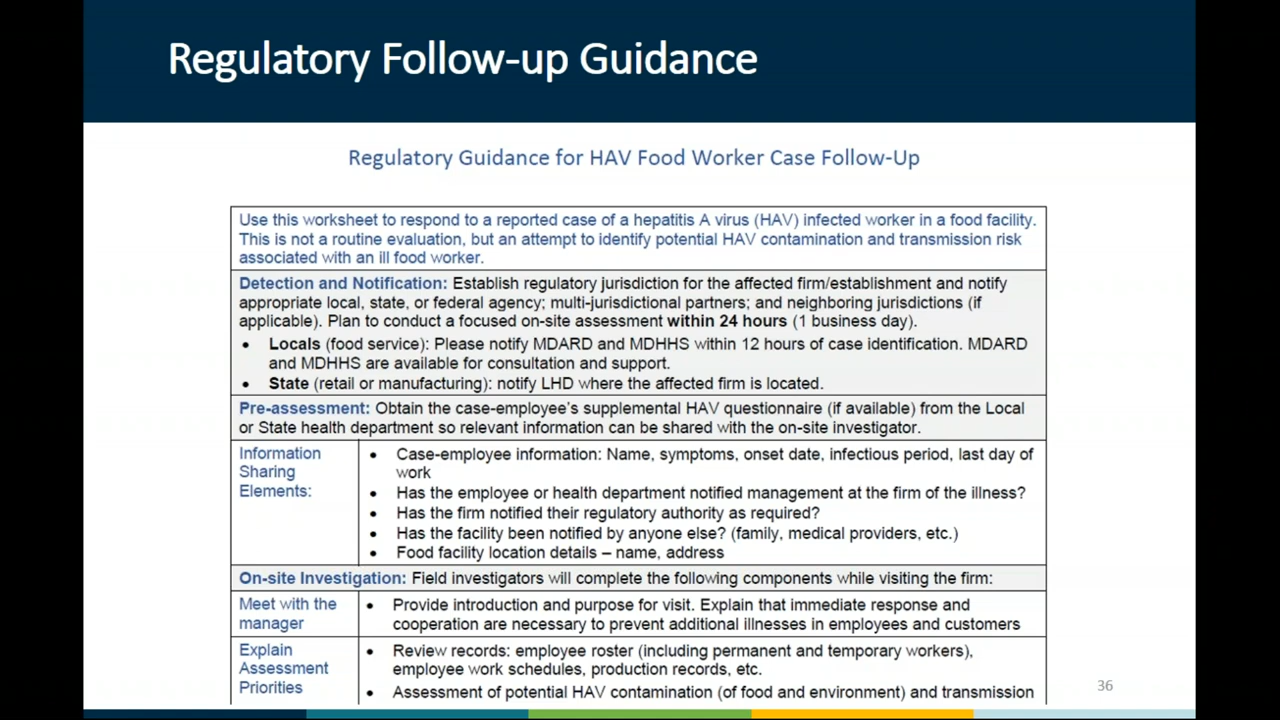 Regulatory Follow-up Guidance
Regulatory Guidance for HAV Food Worker Case Follow-Up
Use this worksheet to respond to a reported case of a hepatitis A virus (HAV) infected worker in a food facility.
This is not a routine evaluation, but an attempt to identify potential HAV contamination and transmission risk
associated with an ill food worker.
Detection and Notification: Establish regulatory jurisdiction for the affected firm/establishment and notify
appropriate local, state, or federal agency; multi-jurisdictional partners; and neighboring jurisdictions (if
applicable). Plan to conduct a focused on-site assessment within 24 hours (1 business day).
• Locals (food service): Please notify MDARD and MDHHS within 12 hours of case identification. MDARD
and MDHHS are available for consultation and support.
• State (retail or manufacturing): notify LHD where the affected firm is located.
Pre-assessment: Obtain the case-employee's supplemental HAV questionnaire (if available) from the Local
or State health department so relevant information can be shared with the on-site investigator.
Information
Sharing
Elements:
• Case-employee information: Name, symptoms, onset date, infectious period, last day of
work
• Has the employee or health department notified management at the firm of the illness?
• Has the firm notified their regulatory authority as required?
• Has the facility been notified by anyone else? (family, medical providers, etc.)
• Food facility location details – name, address
On-site Investigation: Field investigators will complete the following components while visiting the firm:
Meet with the
manager
• Provide introduction and purpose for visit. Explain that immediate response and
cooperation are necessary to prevent additional illnesses in employees and customers
Explain
Assessment
Priorities
• Review records: employee roster (including permanent and temporary workers),
employee work schedules, production records, etc.
• Assessment of potential HAV contamination (of food and environment) and transmission
36